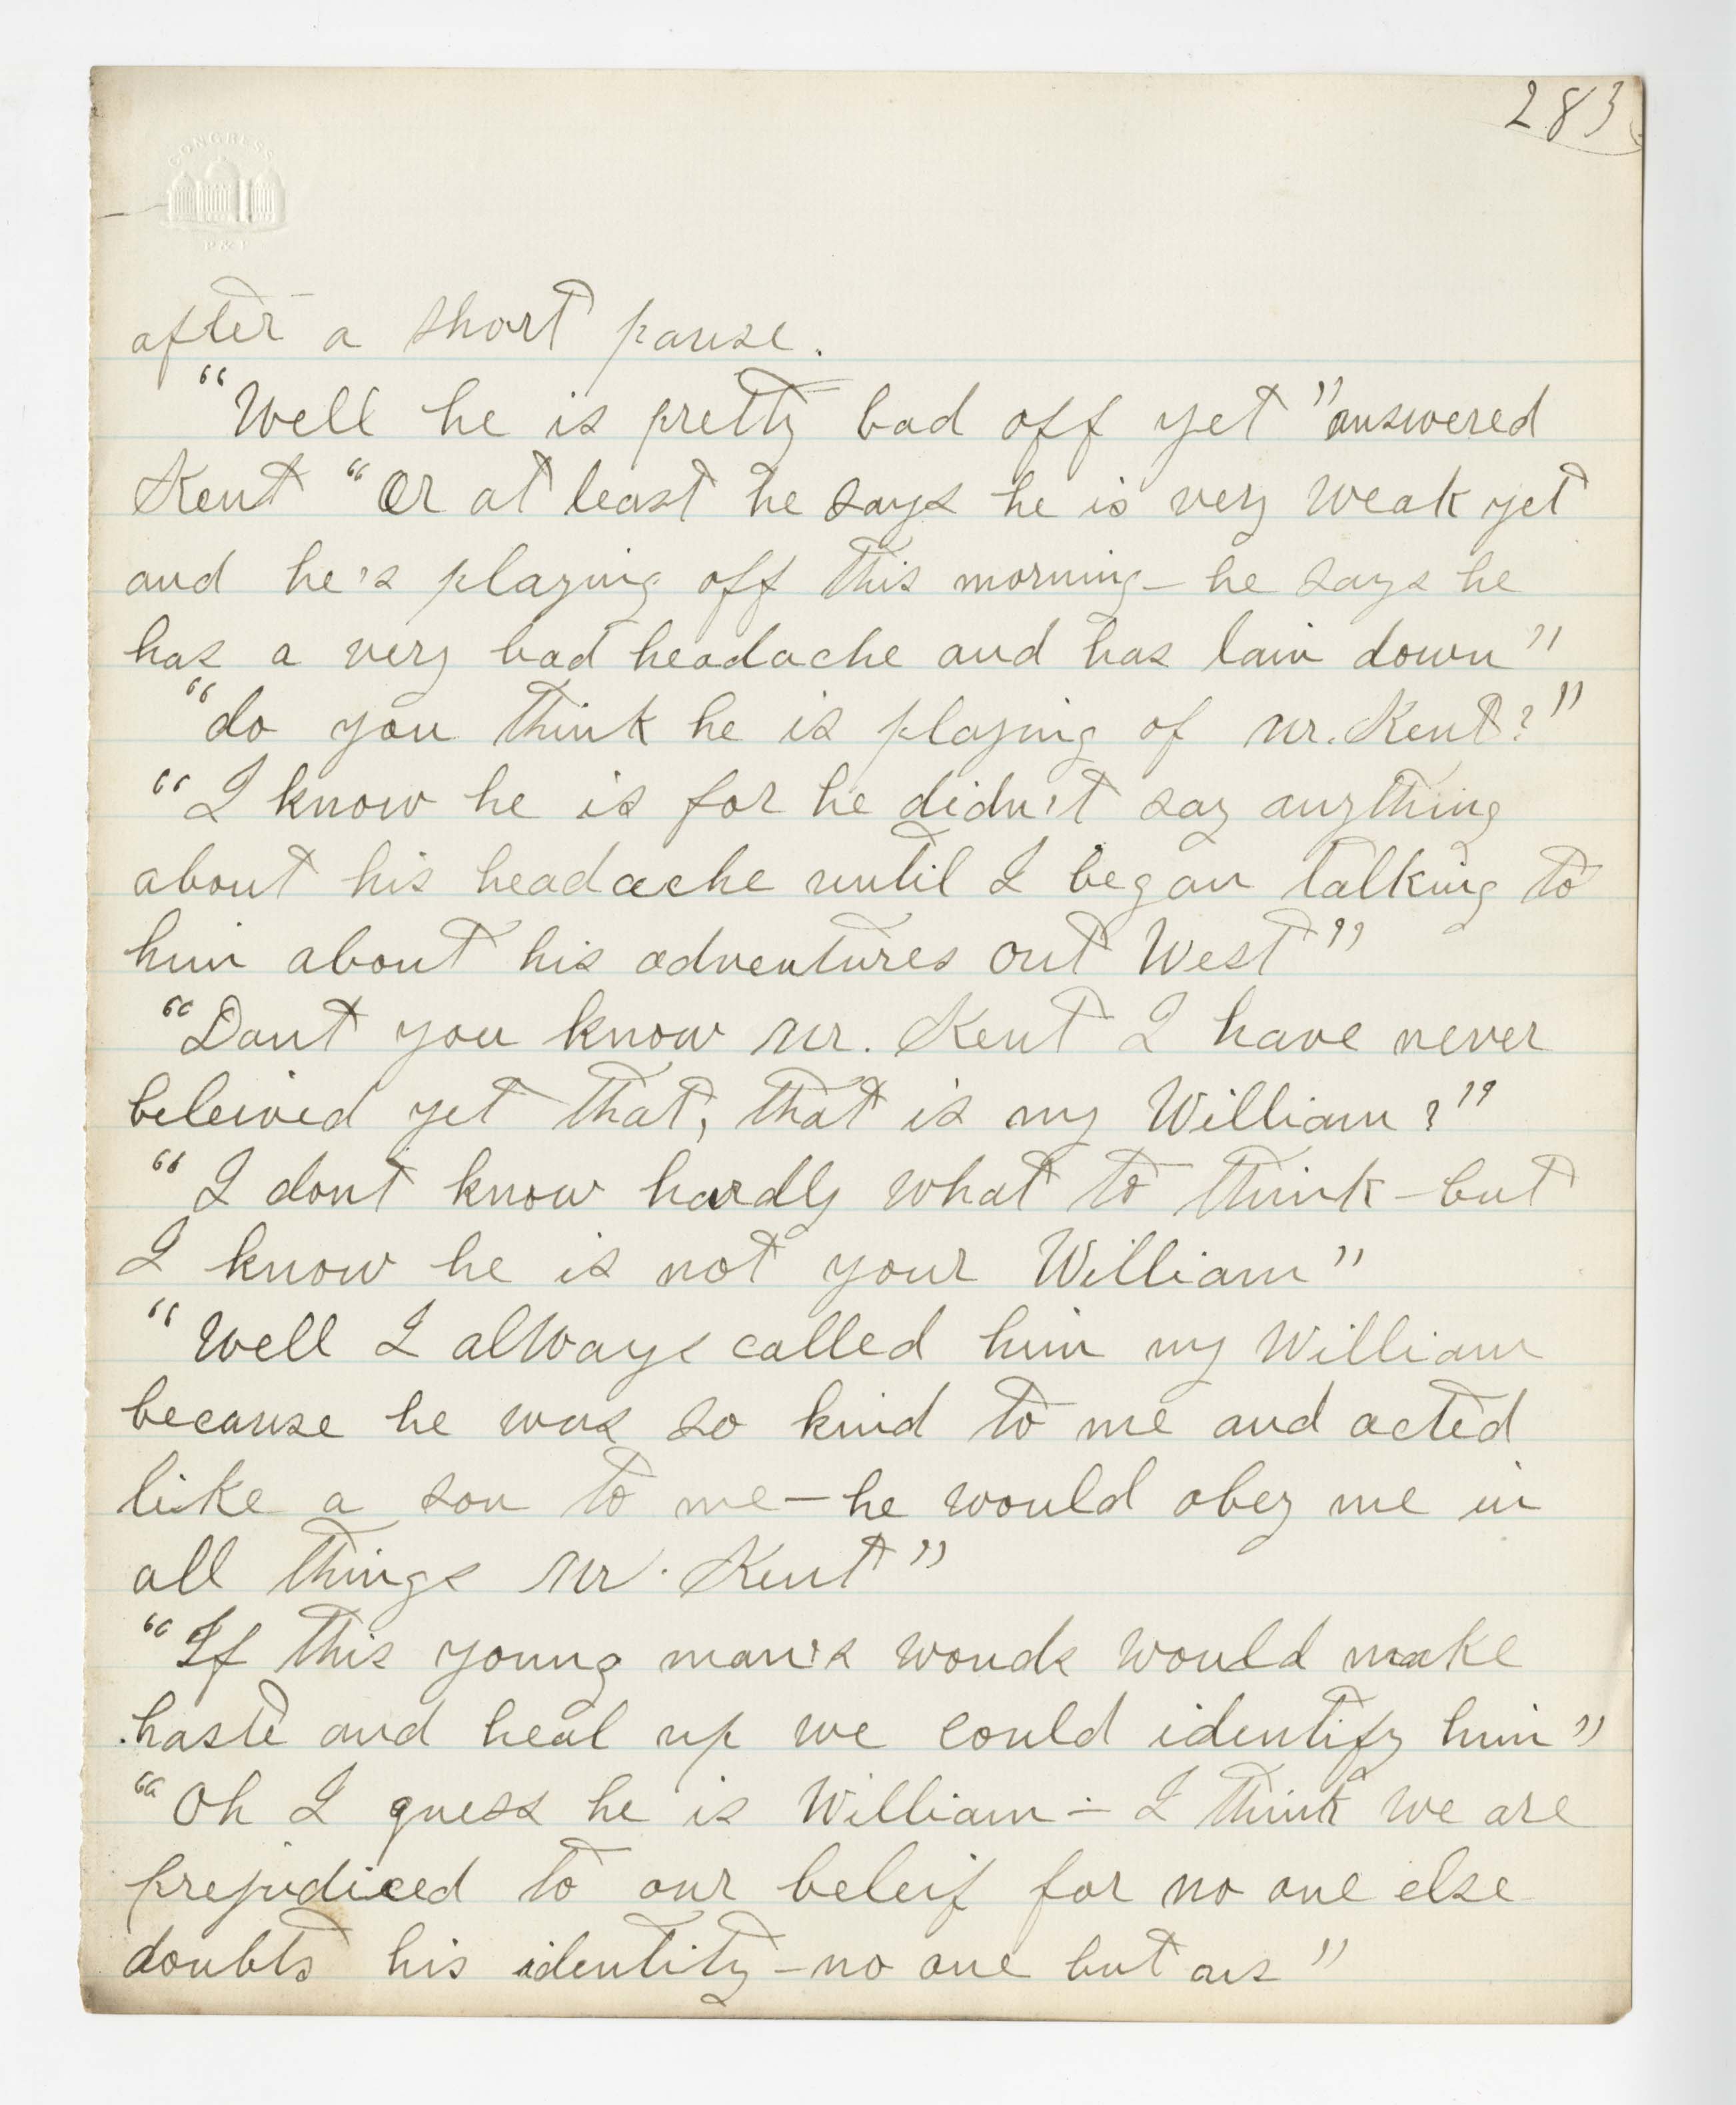 283
CONGRESS
P & P
after a short pause.
"Well he is pretty bad off yet" answered
Kent "Or at least he says he is very weak yet
and he's playing off this morning - he says he
has a very bad headache and has lain down"
"do you think he is playing of Mr. Kent?"
"I know he is for he didn't say anything
about his headache until I began talking to
him about his adventures out West"
"Dant you know Mr. Kent I have never
beleived yet that, that is my William?"
"I dont know hardly what to think - but
I know he is not your William"
"Well I always called him my William
because he was so kind to me and acted
like a son to me - he would obey me in
all things Mr. Kent"
"If this young man's wouds would make
haste and heal up we could identify him"
"Oh I guess he is William - I think we are
prejudiced to our beleif for no one else
doubts his identity - no one but us"